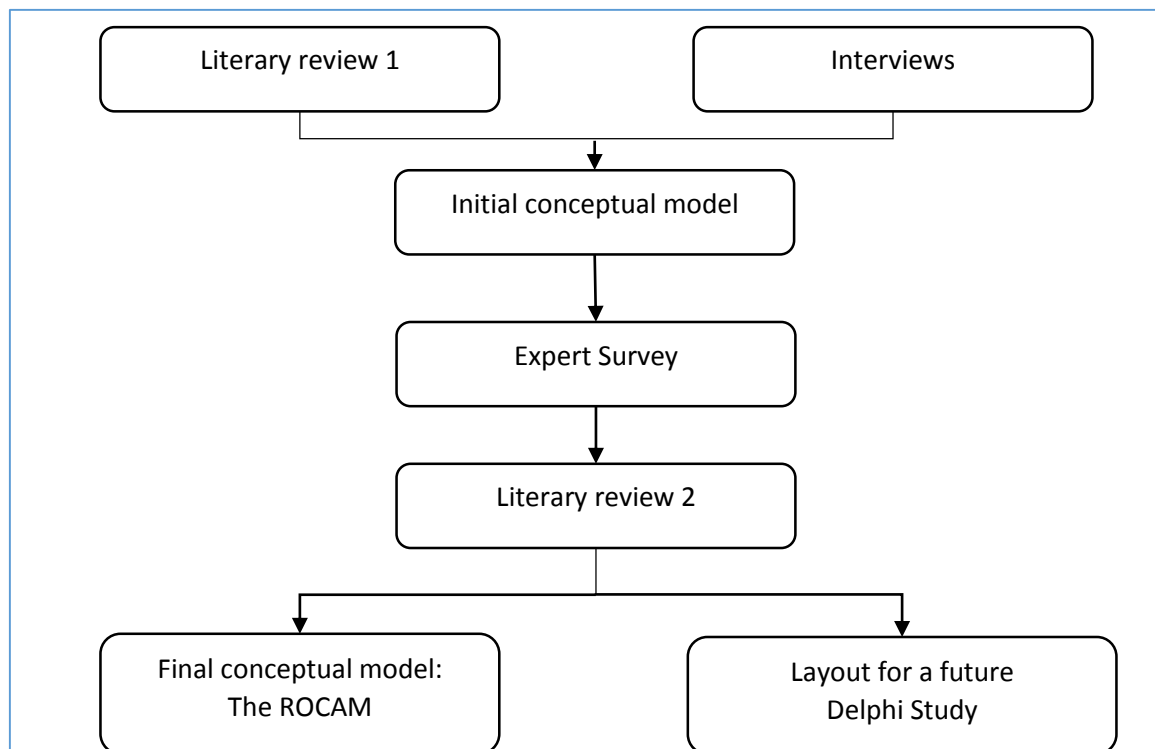 Literary review 1
Interviews
Initial conceptual model
Expert Survey
Literary review 2
Final conceptual model:
The ROCAM
Layout for a future
Delphi Study